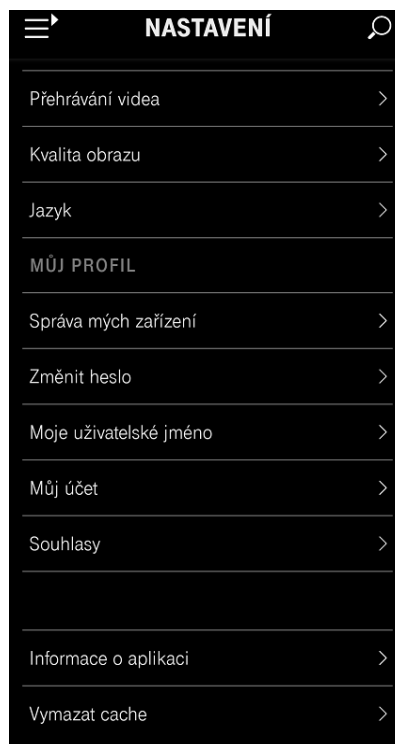 NASTAVENÍ
Přehrávání videa
Kvalita obrazu
Jazyk
MŮJ PROFIL
Správa mých zařízení
Změnit heslo
Moje uživatelské jméno
Můj účet
Souhlasy
Informace o aplikaci
Vymazat cache